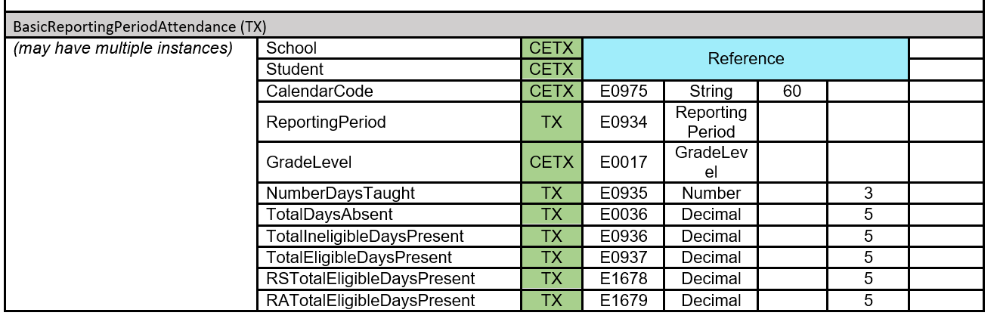 BasicReportingPeriodAttendance (TX)
(may have multiple instances) School CETX Reference
Student CETX
CalendarCode CETX E0975 String 60
ReportingPeriod TX E0934 Reporting
Period
GradeLevel CETX E0017 GradeLev
el
NumberDaysTaught TX E0935 Number 3
TotalDaysAbsent TX E0036 Decimal 5
TotalIneligibleDaysPresent TX E0936 Decimal 5
TotalEligibleDaysPresent TX E0937 Decimal 5
RSTotalEligibleDaysPresent TX E1678 Decimal 5
RATotalEligibleDaysPresent TX E1679 Decimal 5